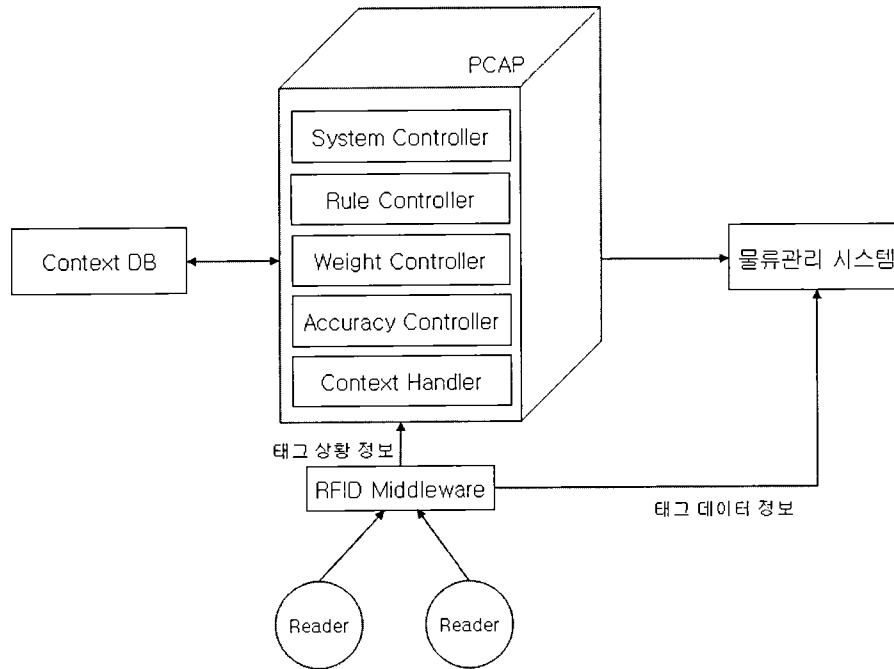 PCAP
System Controller
Rule Controller
Context DB
Weight Controller
물류관리 시스템
Accuracy Controller
Context Handler
태그 상황 정보
RFID Middleware
태그 데이터 정보
Reader
Reader